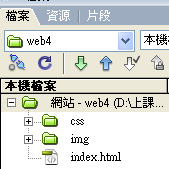 檔案 資源 片段
web4 本機
本機檔案
網站 - web4 (D:\上課...
css
img
index.html